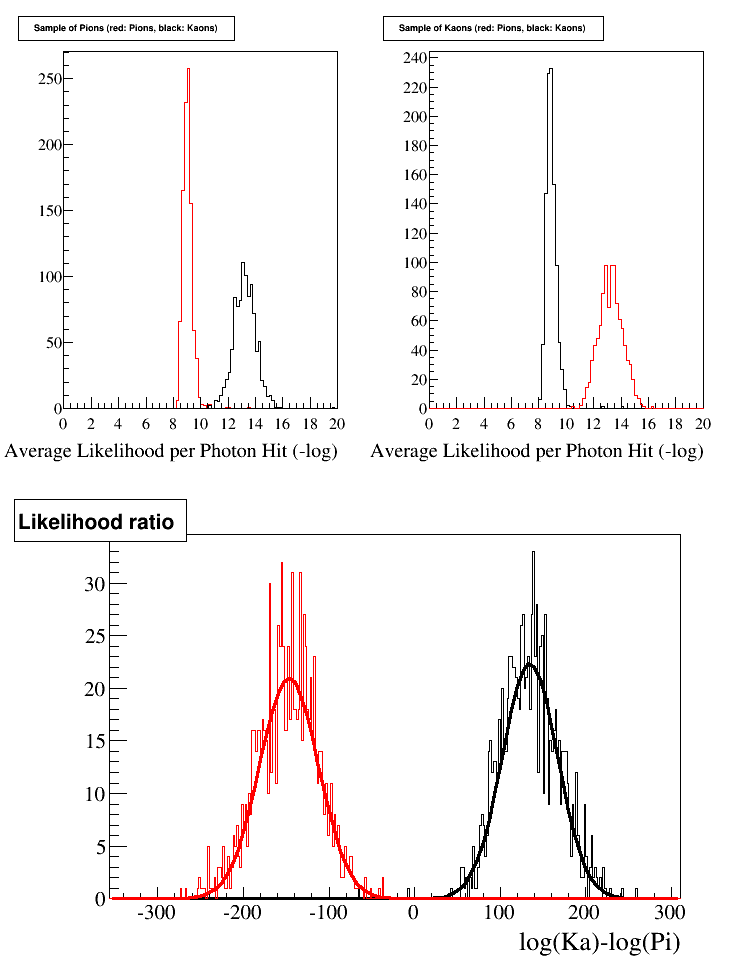 Sample of Pions (red: Pions, black: Kaons)
250
200
150
100
50
0
0 2 4 6 8 10 12 14 16 18 20
Average Likelihood per Photon Hit (-log)
Sample of Kaons (red: Pions, black: Kaons)
240
220
200
180
160
140
120
100
80
60
40
20
0
0 2 4 6 8 10 12 14 16 18 20
Average Likelihood per Photon Hit (-log)
Likelihood ratio
30
25
20
15
10
5
0
-300 -200 -100 0 100 200 300
log(Ka)-log(Pi)